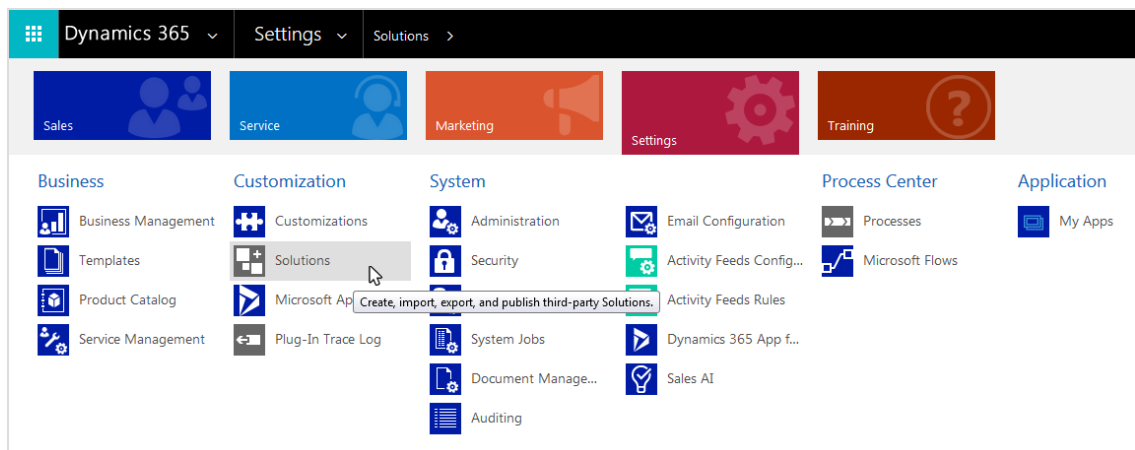 Dynamics 365
Settings
Solutions
Sales
Service
Marketing
Settings
Training
Business
Customization
System
Process Center
Application
Business Management
Customizations
Administration
Email Configuration
Processes
My Apps
Templates
Solutions
Security
Activity Feeds Config...
Microsoft Flows
Product Catalog
Microsoft Ap
Create, import, export, and publish third-party Solutions.
Activity Feeds Rules
Service Management
Plug-In Trace Log
System Jobs
Dynamics 365 App f...
Document Manage...
Sales AI
Auditing